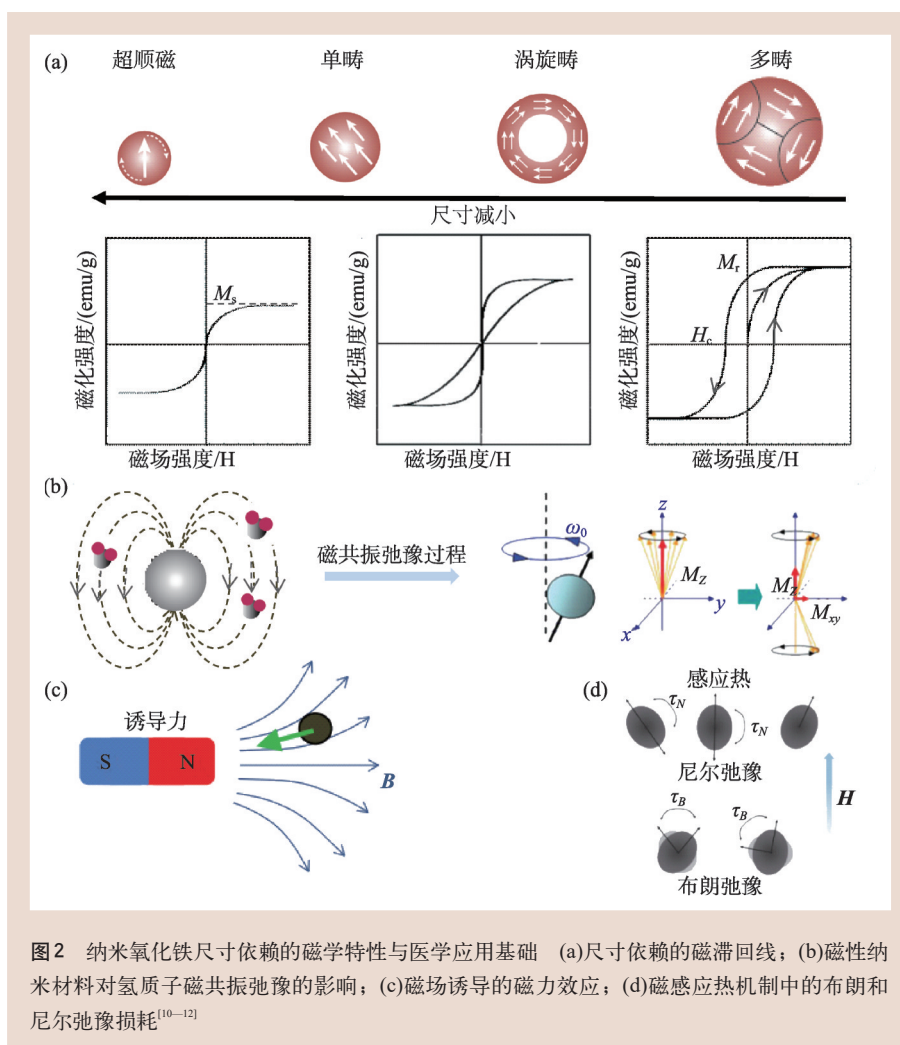 (a)
超顺磁
单畴
涡旋畴
多畴
尺寸减小
磁化强度/(emu/g)
Ms
磁场强度/H
磁化强度/(emu/g)
磁场强度/H
磁化强度/(emu/g)
Mr
Hc
磁场强度/H
(b)
磁共振弛豫过程
ω0
z
MZ
y
x
MZ
Mxy
(c)
诱导力
S N
B
(d)
感应热
τN
τN
尼尔弛豫
H
τB
τB
布朗弛豫
图2 纳米氧化铁尺寸依赖的磁学特性与医学应用基础 (a)尺寸依赖的磁滞回线；(b)磁性纳
米材料对氢质子磁共振弛豫的影响；(c)磁场诱导的磁力效应；(d)磁感应热机制中的布朗和
尼尔弛豫损耗[10—12]